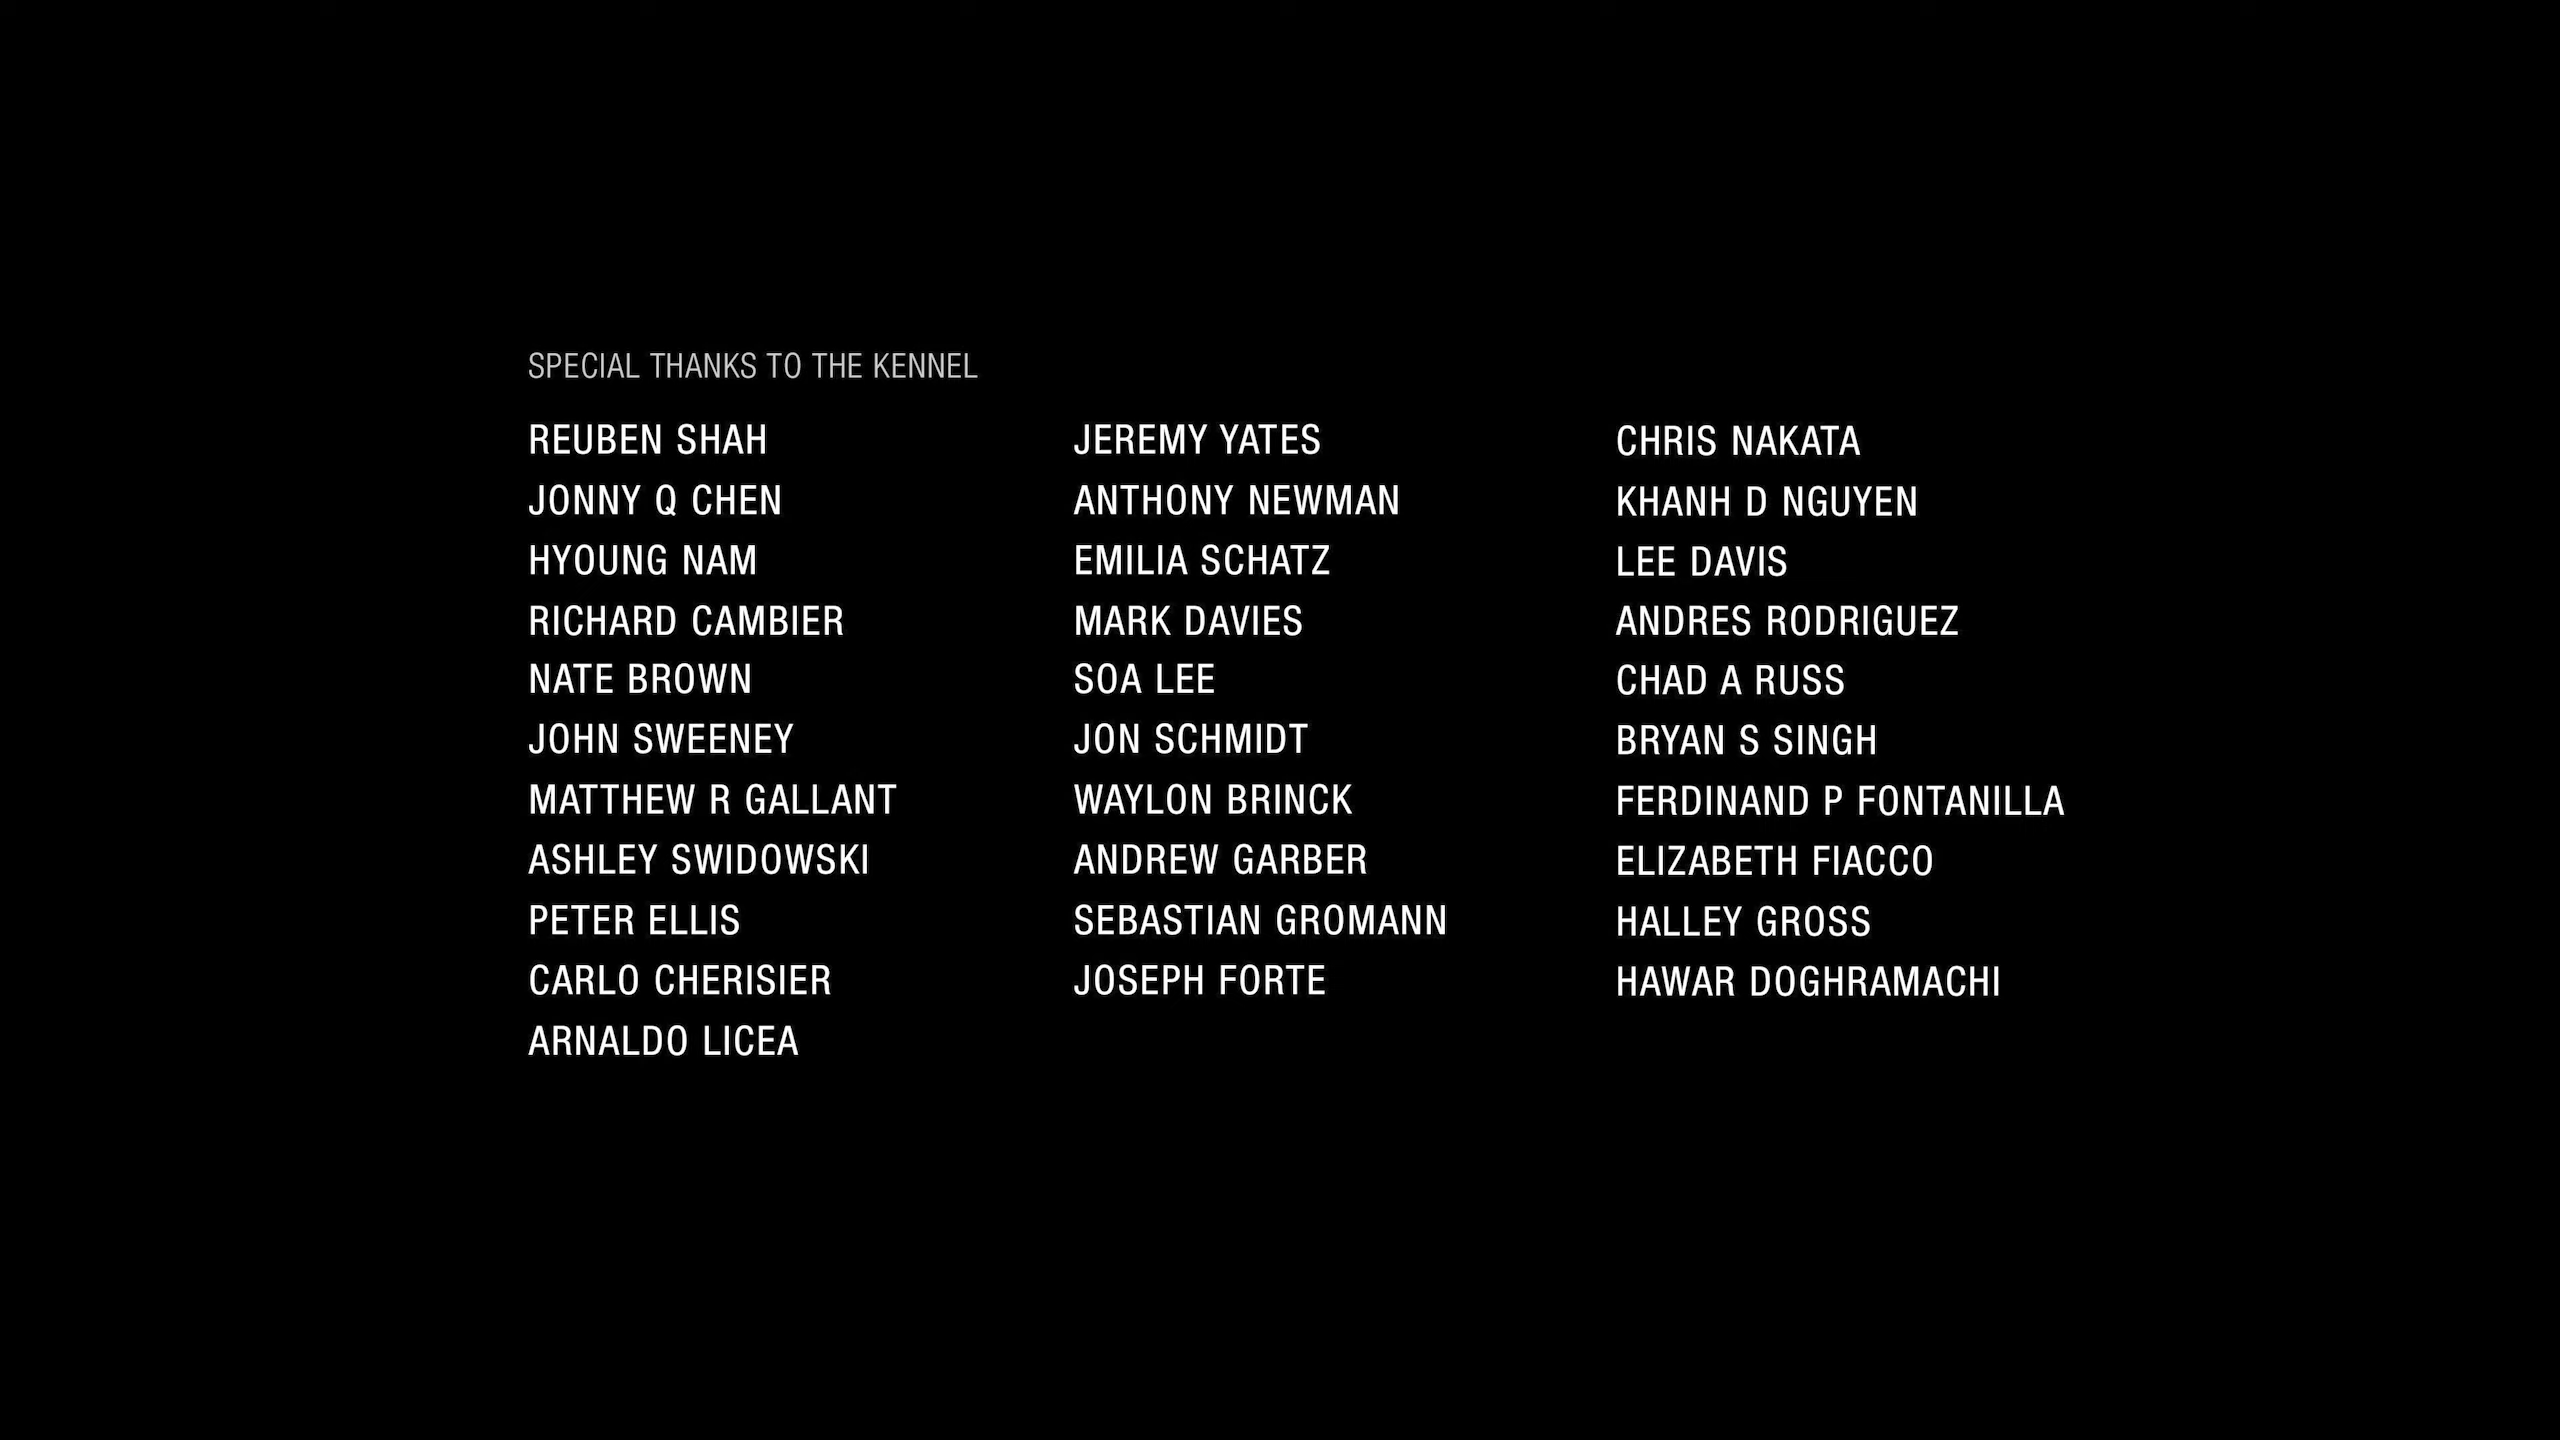 SPECIAL THANKS TO THE KENNEL
REUBEN SHAH
JONNY Q CHEN
HYOUNG NAM
RICHARD CAMBIER
NATE BROWN
JOHN SWEENEY
MATTHEW R GALLANT
ASHLEY SWIDOWSKI
PETER ELLIS
CARLO CHERISIER
ARNALDO LICEA
JEREMY YATES
ANTHONY NEWMAN
EMILIA SCHATZ
MARK DAVIES
SOA LEE
JON SCHMIDT
WAYLON BRINCK
ANDREW GARBER
SEBASTIAN GROMANN
JOSEPH FORTE
CHRIS NAKATA
KHANH D NGUYEN
LEE DAVIS
ANDRES RODRIGUEZ
CHAD A RUSS
BRYAN S SINGH
FERDINAND P FONTANILLA
ELIZABETH FIACCO
HALLEY GROSS
HAWAR DOGHRAMACHI